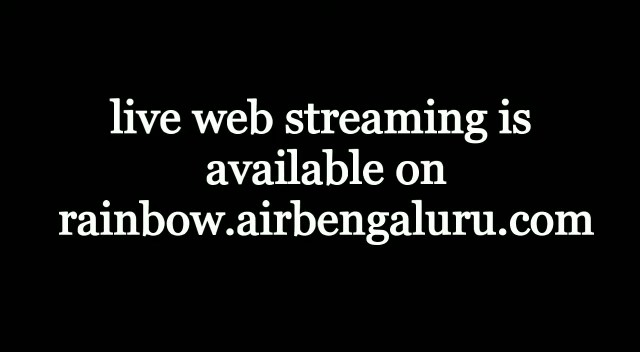 live web streaming is
available on
rainbow.airbengaluru.com